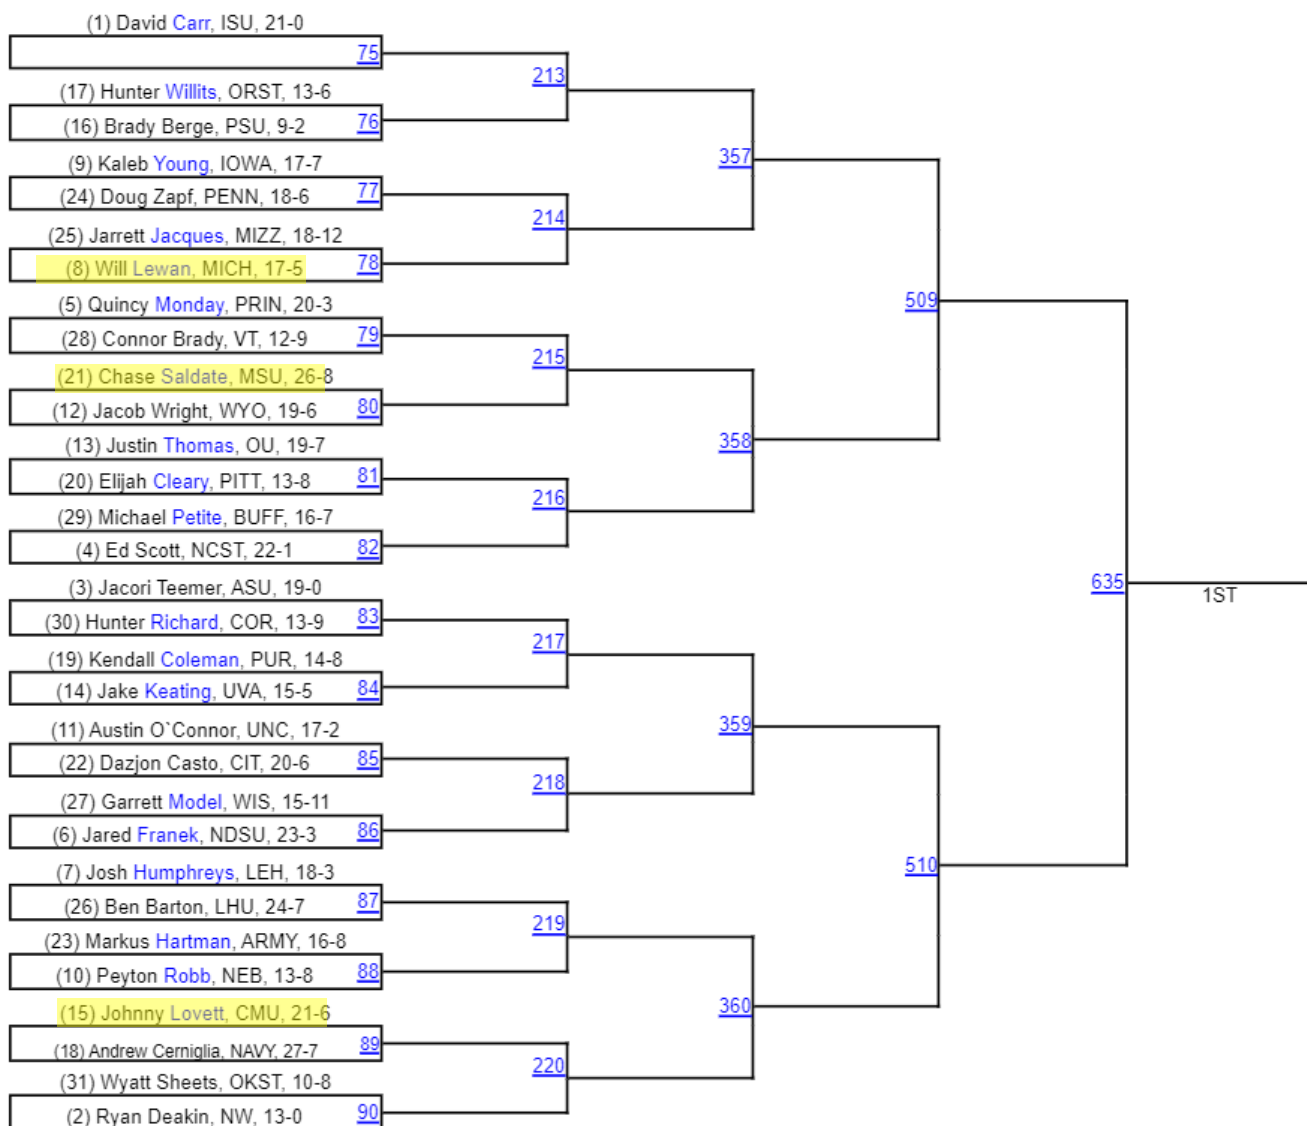 (1) David Carr, ISU, 21-0
75
213
(17) Hunter Willits, ORST, 13-6
(16) Brady Berge, PSU, 9-2
76
357
(9) Kaleb Young, IOWA, 17-7
(24) Doug Zapf, PENN, 18-6
77
214
(25) Jarrett Jacques, MIZZ, 18-12
(8) Will Lewan, MICH, 17-5
78
509
(5) Quincy Monday, PRIN, 20-3
(28) Connor Brady, VT, 12-9
79
215
(21) Chase Saldate, MSU, 26-8
(12) Jacob Wright, WYO, 19-6
80
358
(13) Justin Thomas, OU, 19-7
(20) Elijah Cleary, PITT, 13-8
81
216
(29) Michael Petite, BUFF, 16-7
(4) Ed Scott, NCST, 22-1
82
635
1ST
(3) Jacori Teemer, ASU, 19-0
(30) Hunter Richard, COR, 13-9
83
217
(19) Kendall Coleman, PUR, 14-8
(14) Jake Keating, UVA, 15-5
84
359
(11) Austin O`Connor, UNC, 17-2
(22) Dazjon Casto, CIT, 20-6
85
218
(27) Garrett Model, WIS, 15-11
(6) Jared Franek, NDSU, 23-3
86
510
(7) Josh Humphreys, LEH, 18-3
(26) Ben Barton, LHU, 24-7
87
219
(23) Markus Hartman, ARMY, 16-8
(10) Peyton Robb, NEB, 13-8
88
360
(15) Johnny Lovett, CMU, 21-6
(18) Andrew Cerniglia, NAVY, 27-7
89
220
(31) Wyatt Sheets, OKST, 10-8
(2) Ryan Deakin, NW, 13-0
90